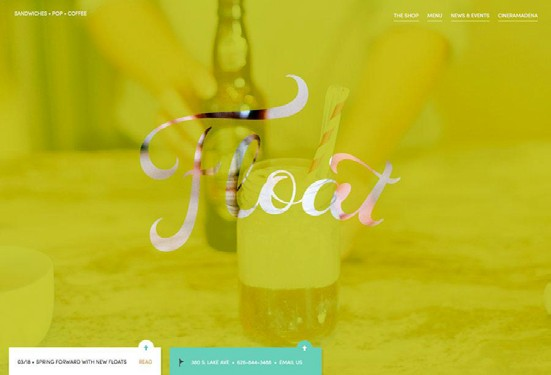 SANDWICHES + POP + COFFEE
THE SHOP MENU NEWS & EVENTS CINERAMADENA
Float
03/18 • SPRING FORWARD WITH NEW FLOATS READ
380 S. LAKE AVE + 626-844-3488 + EMAIL US